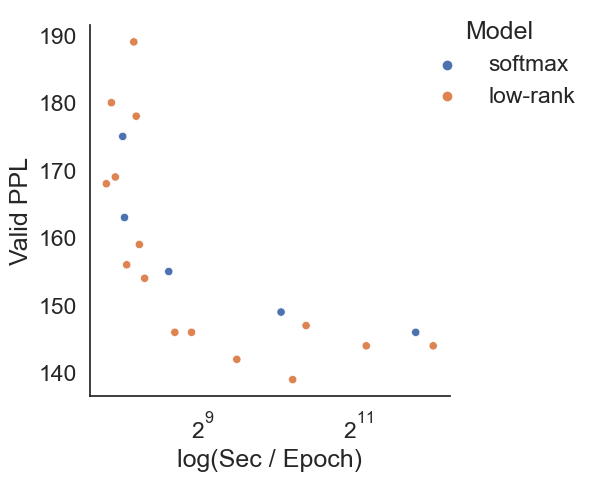 Model
softmax
low-rank
Valid PPL
190
180
170
160
150
140
2^9
2^11
log(Sec / Epoch)